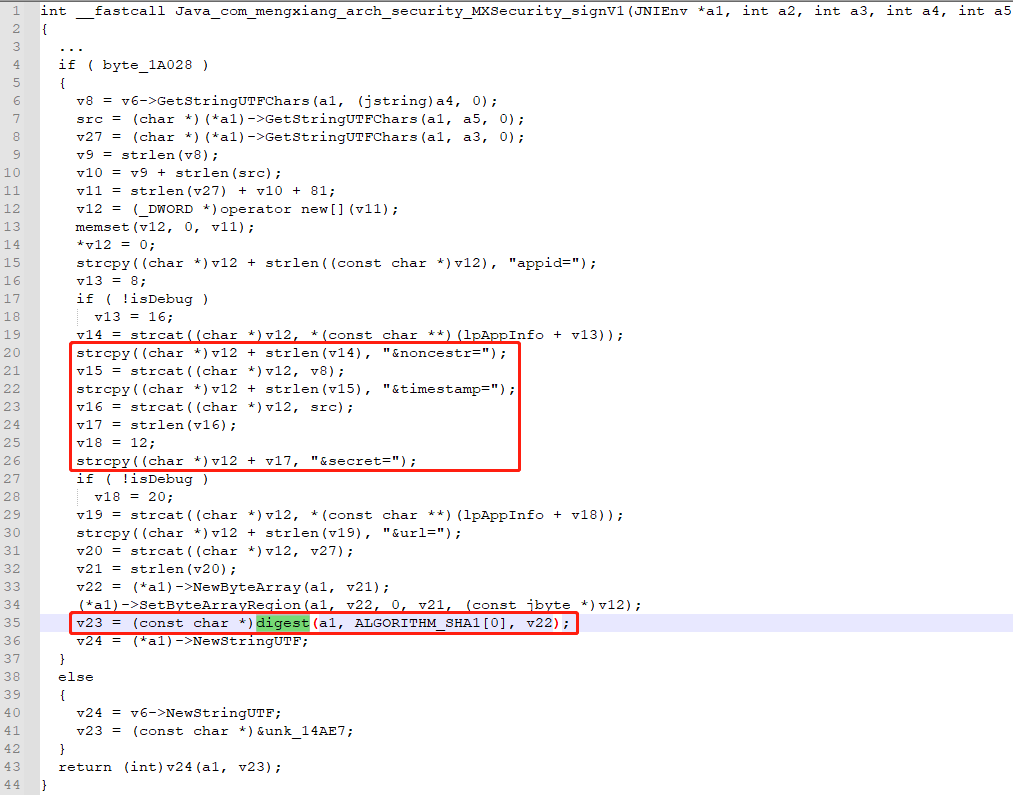 1 int __fastcall Java_com_mengxiang_arch_security_MXSecurity_signV1(JNIEnv *a1, int a2, int a3, int a4, int a5
2 {
3   ...
4   if ( byte_1A028 )
5   {
6     v8 = v6->GetStringUTFChars(a1, (jstring)a4, 0);
7     src = (char *)(*a1)->GetStringUTFChars(a1, a5, 0);
8     v27 = (char *)(*a1)->GetStringUTFChars(a1, a3, 0);
9     v9 = strlen(v8);
10     v10 = v9 + strlen(src);
11     v11 = strlen(v27) + v10 + 81;
12     v12 = (_DWORD *)operator new[](v11);
13     memset(v12, 0, v11);
14     *v12 = 0;
15     strcpy((char *)v12 + strlen((const char *)v12), "appid=");
16     v13 = 8;
17     if ( !isDebug )
18       v13 = 16;
19     v14 = strcat((char *)v12, *(const char **)(lpAppInfo + v13));
20     strcpy((char *)v12 + strlen(v14), "&noncestr=");
21     v15 = strcat((char *)v12, v8);
22     strcpy((char *)v12 + strlen(v15), "&timestamp=");
23     v16 = strcat((char *)v12, src);
24     v17 = strlen(v16);
25     v18 = 12;
26     strcpy((char *)v12 + v17, "&secret=");
27     if ( !isDebug )
28       v18 = 20;
29     v19 = strcat((char *)v12, *(const char **)(lpAppInfo + v18));
30     strcpy((char *)v12 + strlen(v19), "&url=");
31     v20 = strcat((char *)v12, v27);
32     v21 = strlen(v20);
33     v22 = (*a1)->NewByteArray(a1, v21);
34     (*a1)->SetByteArrayRegion(a1, v22, 0, v21, (const jbyte *)v12);
35     v23 = (const char *)digest(a1, ALGORITHM_SHA1[0], v22);
36     v24 = (*a1)->NewStringUTF;
37   }
38   else
39   {
40     v24 = v6->NewStringUTF;
41     v23 = (const char *)&unk_14AE7;
42   }
43   return (int)v24(a1, v23);
44 }